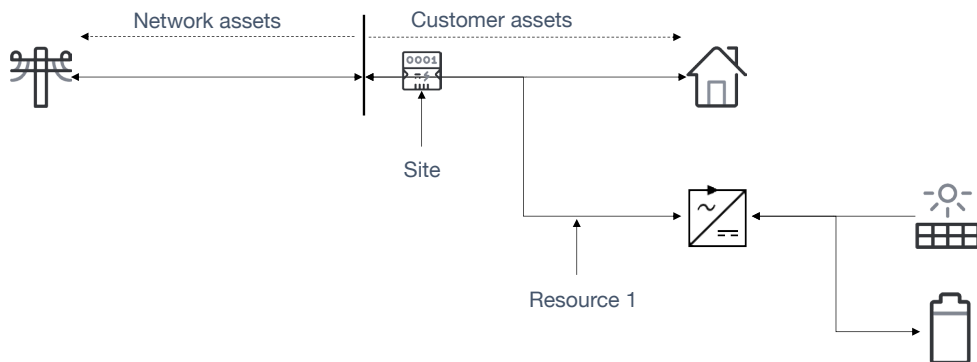 Network assets
Customer assets
0001
Site
Resource 1